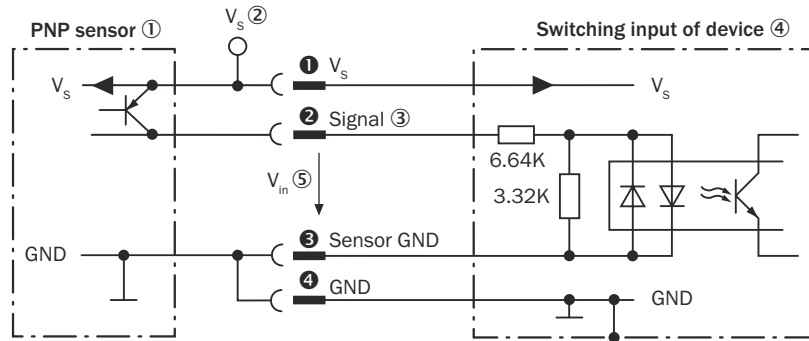 V_S ②
PNP sensor ①
Switching input of device ④
V_S
❶ V_S
V_S
❷ Signal ③
6.64K
3.32K
V_in ⑤
❸ Sensor GND
GND
❹ GND
GND